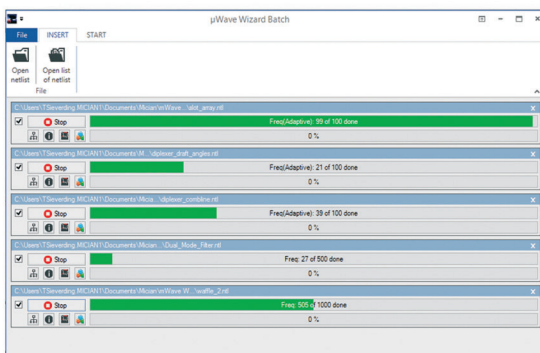 µWave Wizard Batch
File INSERT START
Open netlist
Open list of netlist
File
C:\Users\TSieverding.MICIAN1\Documents\Mician\mWave...\slot_array.ntl x
Stop Freq(Adaptive): 99 of 100 done
0 %
C:\Users\TSieverding.MICIAN1\Documents\M...\diplexer_draft_angles.ntl x
Stop Freq(Adaptive): 21 of 100 done
0 %
C:\Users\TSieverding.MICIAN1\Documents\Micia...\diplexer_combline.ntl x
Stop Freq(Adaptive): 39 of 100 done
0 %
C:\Users\TSieverding.MICIAN1\Documents\Mician...\Dual_Mode_Filter.ntl x
Stop Freq: 27 of 500 done
0 %
C:\Users\TSieverding.MICIAN1\Documents\Mician\mWave W...\waffle_2.ntl x
Stop Freq: 505 of 1000 done
0 %